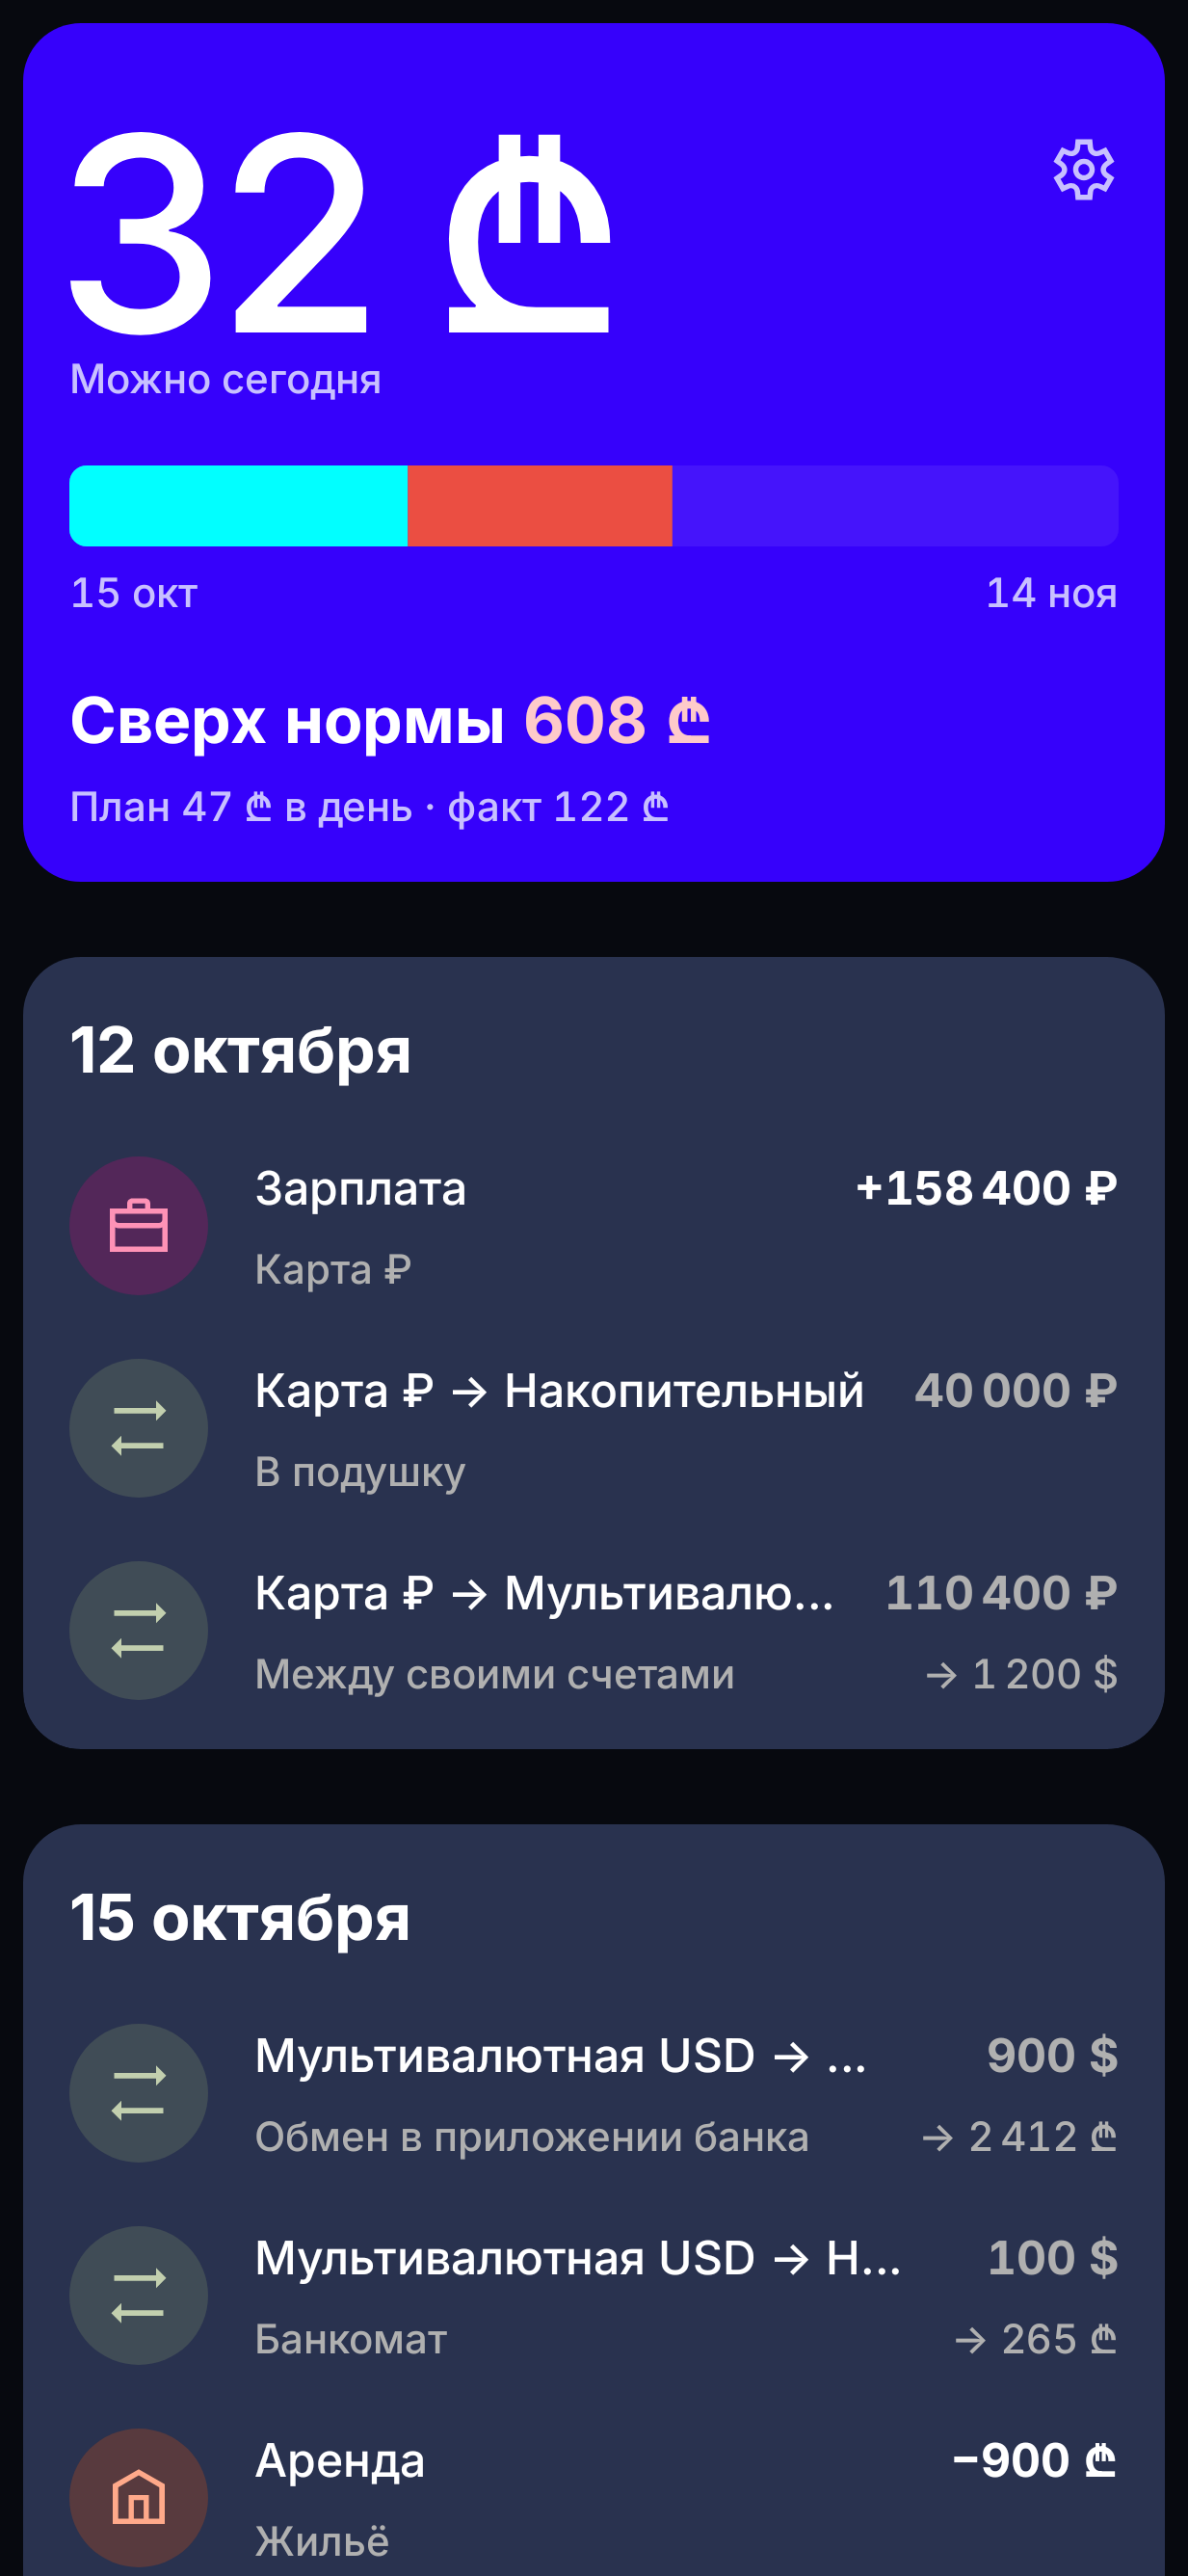 32 ₾
Можно сегодня
15 окт 14 ноя
Сверх нормы 608 ₾
План 47 ₾ в день · факт 122 ₾
12 октября
Зарплата +158 400 ₽
Карта ₽
Карта ₽ → Накопительный 40 000 ₽
В подушку
Карта ₽ → Мультивалю... 110 400 ₽
Между своими счетами → 1 200 $
15 октября
Мультивалютная USD → ... 900 $
Обмен в приложении банка → 2 412 ₾
Мультивалютная USD → Н... 100 $
Банкомат → 265 ₾
Аренда −900 ₾
Жильё